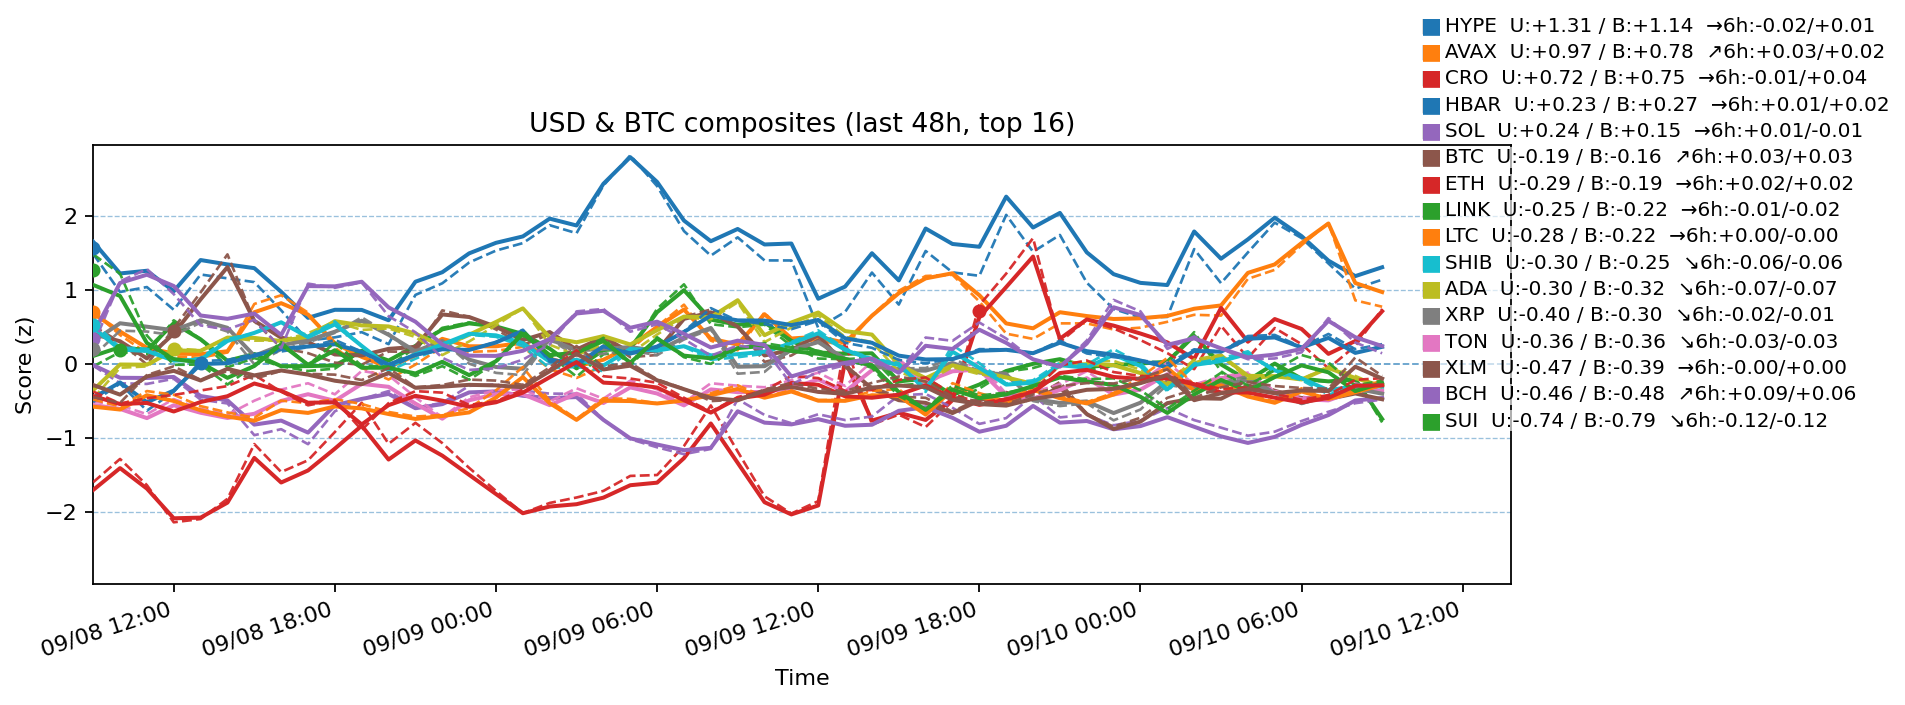 HYPE U:+1.31 / B:+1.14 →6h:-0.02/+0.01
AVAX U:+0.97 / B:+0.78 ↗6h:+0.03/+0.02
CRO U:+0.72 / B:+0.75 →6h:-0.01/+0.04
HBAR U:+0.23 / B:+0.27 →6h:+0.01/+0.02
SOL U:+0.24 / B:+0.15 →6h:+0.01/-0.01
BTC U:-0.19 / B:-0.16 ↗6h:+0.03/+0.03
ETH U:-0.29 / B:-0.19 →6h:+0.02/+0.02
LINK U:-0.25 / B:-0.22 →6h:-0.01/-0.02
LTC U:-0.28 / B:-0.22 →6h:+0.00/-0.00
SHIB U:-0.30 / B:-0.25 ↘6h:-0.06/-0.06
ADA U:-0.30 / B:-0.32 ↘6h:-0.07/-0.07
XRP U:-0.40 / B:-0.30 ↘6h:-0.02/-0.01
TON U:-0.36 / B:-0.36 ↘6h:-0.03/-0.03
XLM U:-0.47 / B:-0.39 →6h:-0.00/+0.00
BCH U:-0.46 / B:-0.48 ↗6h:+0.09/+0.06
SUI U:-0.74 / B:-0.79 ↘6h:-0.12/-0.12
USD & BTC composites (last 48h, top 16)
Score (z)
2
1
0
−1
−2
09/08 12:00
09/08 18:00
09/09 00:00
09/09 06:00
09/09 12:00
09/09 18:00
09/10 00:00
09/10 06:00
09/10 12:00
Time